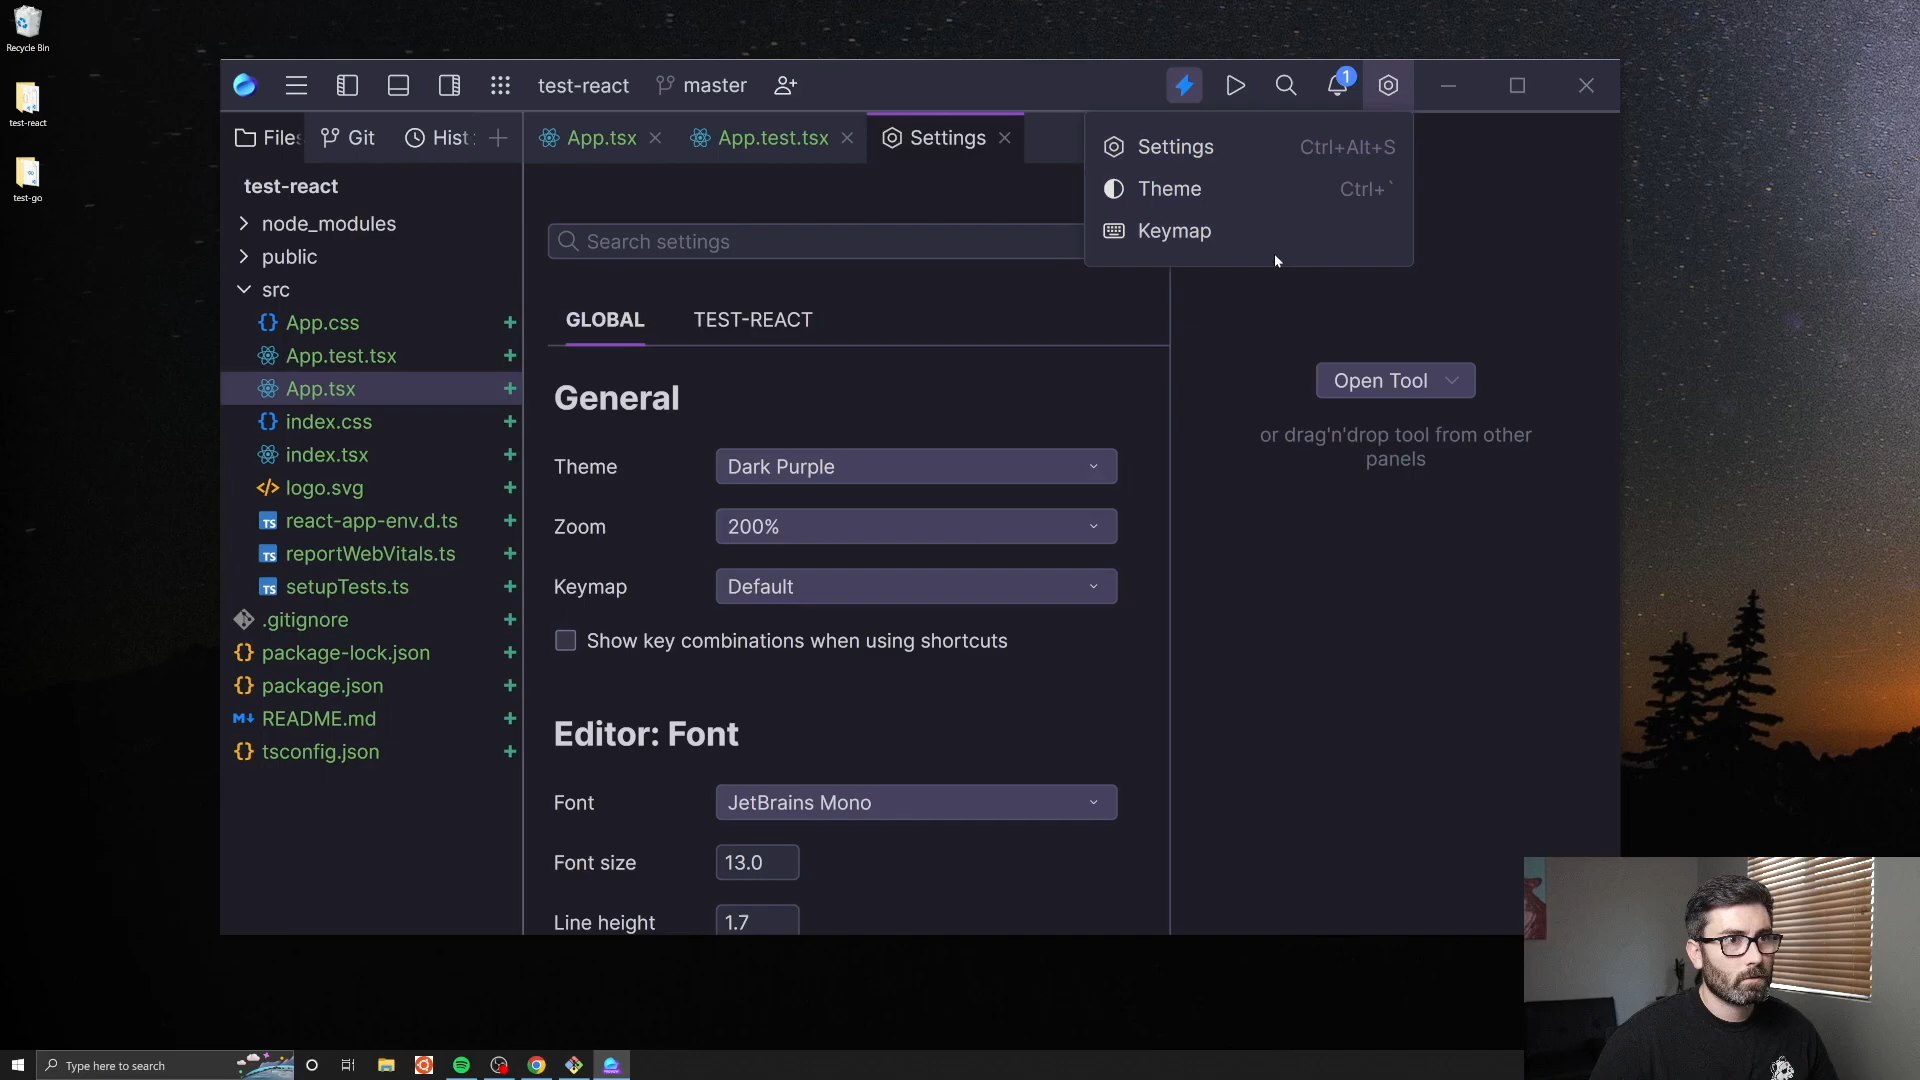 Recycle Bin
test-react
test-go
test-react
master
1
Files
Git
Hist
App.tsx
App.test.tsx
Settings
Settings Ctrl+Alt+S
Theme Ctrl+`
Keymap
test-react
node_modules
public
src
App.css
App.test.tsx
App.tsx
index.css
index.tsx
logo.svg
TS react-app-env.d.ts
TS reportWebVitals.ts
TS setupTests.ts
.gitignore
package-lock.json
package.json
M README.md
tsconfig.json
Search settings
GLOBAL TEST-REACT
General
Theme Dark Purple
Zoom 200%
Keymap Default
Show key combinations when using shortcuts
Editor: Font
Font JetBrains Mono
Font size 13.0
Line height 1.7
Open Tool
or drag'n'drop tool from other
panels
Type here to search